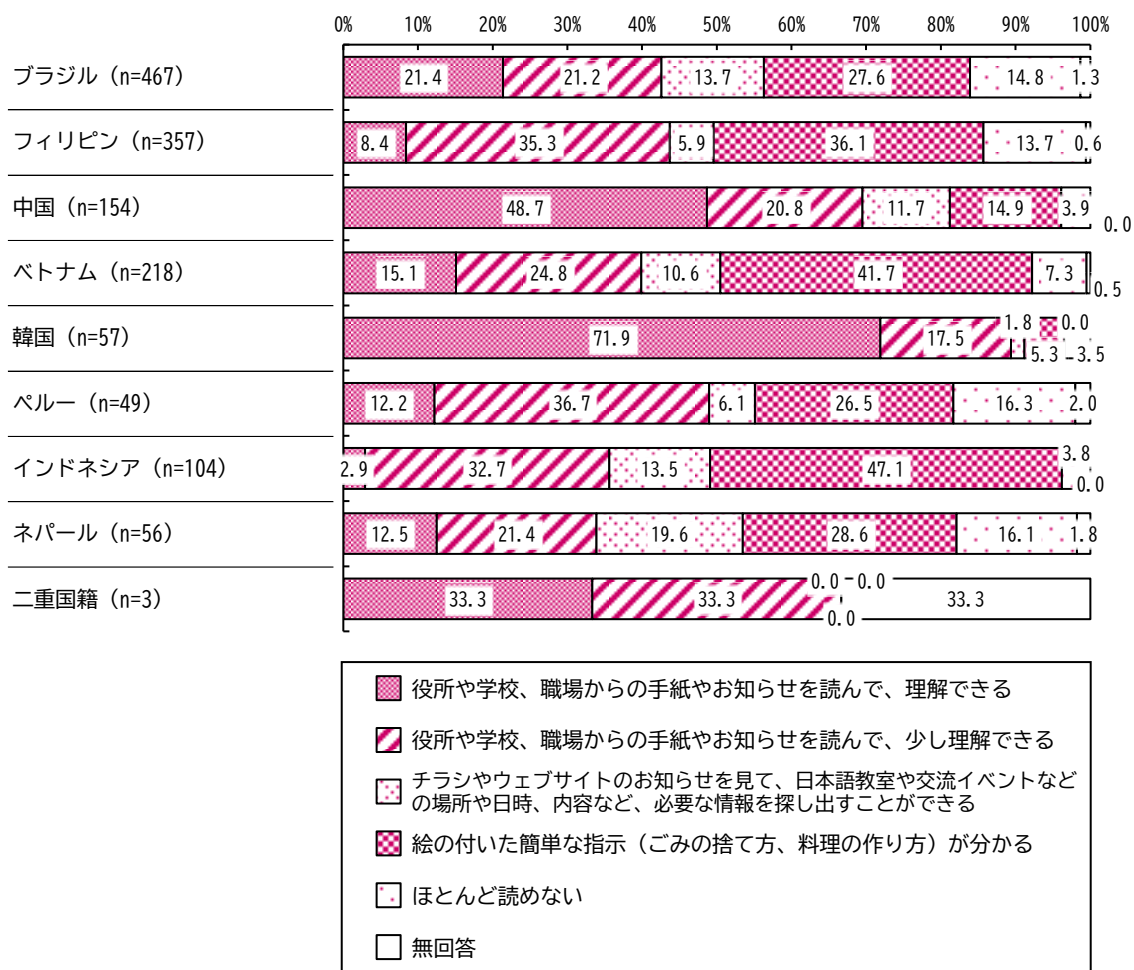 0% 10% 20% 30% 40% 50% 60% 70% 80% 90% 100%
ブラジル（n=467） 21.4 21.2 13.7 27.6 14.8 1.3
フィリピン（n=357） 8.4 35.3 5.9 36.1 13.7 0.6
中国（n=154） 48.7 20.8 11.7 14.9 3.9 0.0
ベトナム（n=218） 15.1 24.8 10.6 41.7 7.3 0.5
韓国（n=57） 71.9 17.5 1.8 5.3 0.0 3.5
ペルー（n=49） 12.2 36.7 6.1 26.5 16.3 2.0
インドネシア（n=104） 2.9 32.7 13.5 47.1 3.8 0.0
ネパール（n=56） 12.5 21.4 19.6 28.6 16.1 1.8
二重国籍（n=3） 33.3 33.3 0.0 0.0 0.0 33.3
役所や学校、職場からの手紙やお知らせを読んで、理解できる
役所や学校、職場からの手紙やお知らせを読んで、少し理解できる
チラシやウェブサイトのお知らせを見て、日本語教室や交流イベントなど
の場所や日時、内容など、必要な情報を探し出すことができる
絵の付いた簡単な指示（ごみの捨て方、料理の作り方）が分かる
ほとんど読めない
無回答